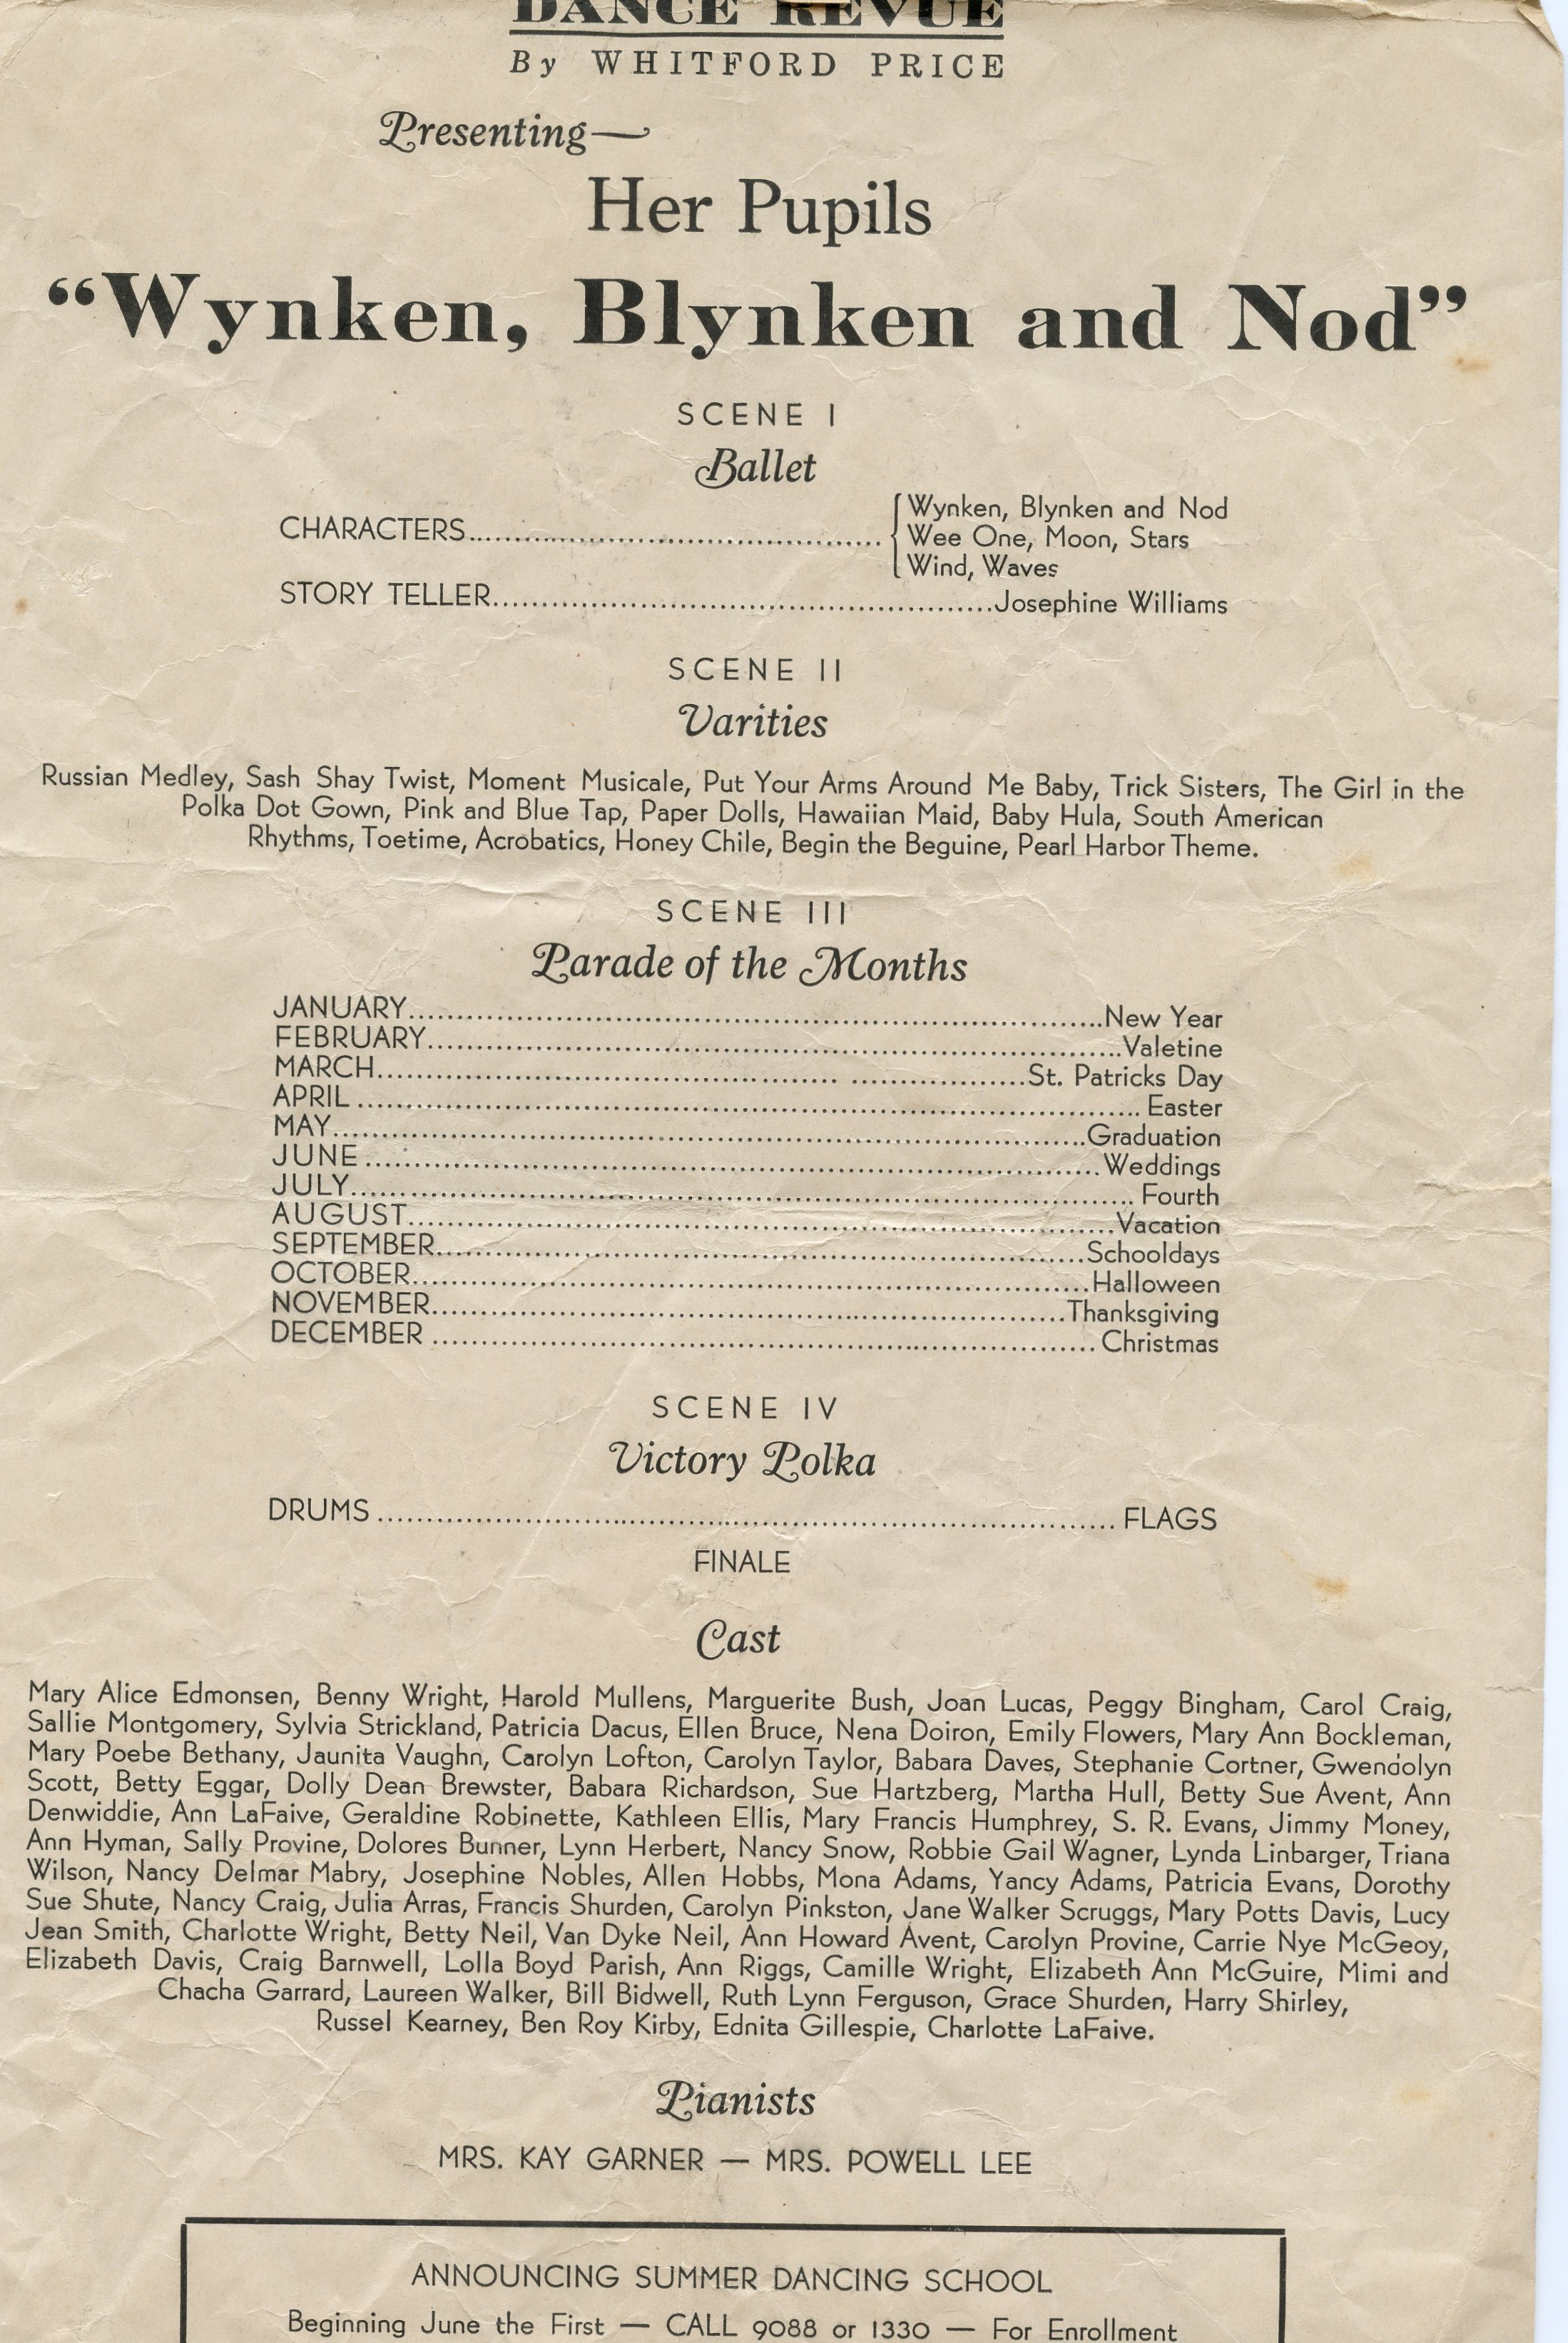 DANCE REVUE
By WHITFORD PRICE
Presenting—
Her Pupils
“Wynken, Blynken and Nod”
SCENE I
Ballet
CHARACTERS.....{Wynken, Blynken and Nod
Wee One, Moon, Stars
Wind, Waves
STORY TELLER.....Josephine Williams
SCENE II
Varities
Russian Medley, Sash Shay Twist, Moment Musicale, Put Your Arms Around Me Baby, Trick Sisters, The Girl in the
Polka Dot Gown, Pink and Blue Tap, Paper Dolls, Hawaiian Maid, Baby Hula, South American
Rhythms, Toetime, Acrobatics, Honey Chile, Begin the Beguine, Pearl Harbor Theme.
SCENE III
Parade of the Months
JANUARY.....New Year
FEBRUARY.....Valetine
MARCH.....St. Patricks Day
APRIL.....Easter
MAY.....Graduation
JUNE.....Weddings
JULY.....Fourth
AUGUST.....Vacation
SEPTEMBER.....Schooldays
OCTOBER.....Halloween
NOVEMBER.....Thanksgiving
DECEMBER.....Christmas
SCENE IV
Victory Polka
DRUMS.....FLAGS
FINALE
Cast
Mary Alice Edmonsen, Benny Wright, Harold Mullens, Marguerite Bush, Joan Lucas, Peggy Bingham, Carol Craig,
Sallie Montgomery, Sylvia Strickland, Patricia Dacus, Ellen Bruce, Nena Doiron, Emily Flowers, Mary Ann Bockleman,
Mary Poebe Bethany, Jaunita Vaughn, Carolyn Lofton, Carolyn Taylor, Babara Daves, Stephanie Cortner, Gwendolyn
Scott, Betty Eggar, Dolly Dean Brewster, Babara Richardson, Sue Hartzberg, Martha Hull, Betty Sue Avent, Ann
Denwiddie, Ann LaFaive, Geraldine Robinette, Kathleen Ellis, Mary Francis Humphrey, S. R. Evans, Jimmy Money,
Ann Hyman, Sally Provine, Dolores Bunner, Lynn Herbert, Nancy Snow, Robbie Gail Wagner, Lynda Linbarger, Triana
Wilson, Nancy Delmar Mabry, Josephine Nobles, Allen Hobbs, Mona Adams, Yancy Adams, Patricia Evans, Dorothy
Sue Shute, Nancy Craig, Julia Arras, Francis Shurden, Carolyn Pinkston, Jane Walker Scruggs, Mary Potts Davis, Lucy
Jean Smith, Charlotte Wright, Betty Neil, Van Dyke Neil, Ann Howard Avent, Carolyn Provine, Carrie Nye McGeoy,
Elizabeth Davis, Craig Barnwell, Lolla Boyd Parish, Ann Riggs, Camille Wright, Elizabeth Ann McGuire, Mimi and
Chacha Garrard, Laureen Walker, Bill Bidwell, Ruth Lynn Ferguson, Grace Shurden, Harry Shirley,
Russel Kearney, Ben Roy Kirby, Ednita Gillespie, Charlotte LaFaive.
Pianists
MRS. KAY GARNER — MRS. POWELL LEE
ANNOUNCING SUMMER DANCING SCHOOL
Beginning June the First — CALL 9088 or 1330 — For Enrollment